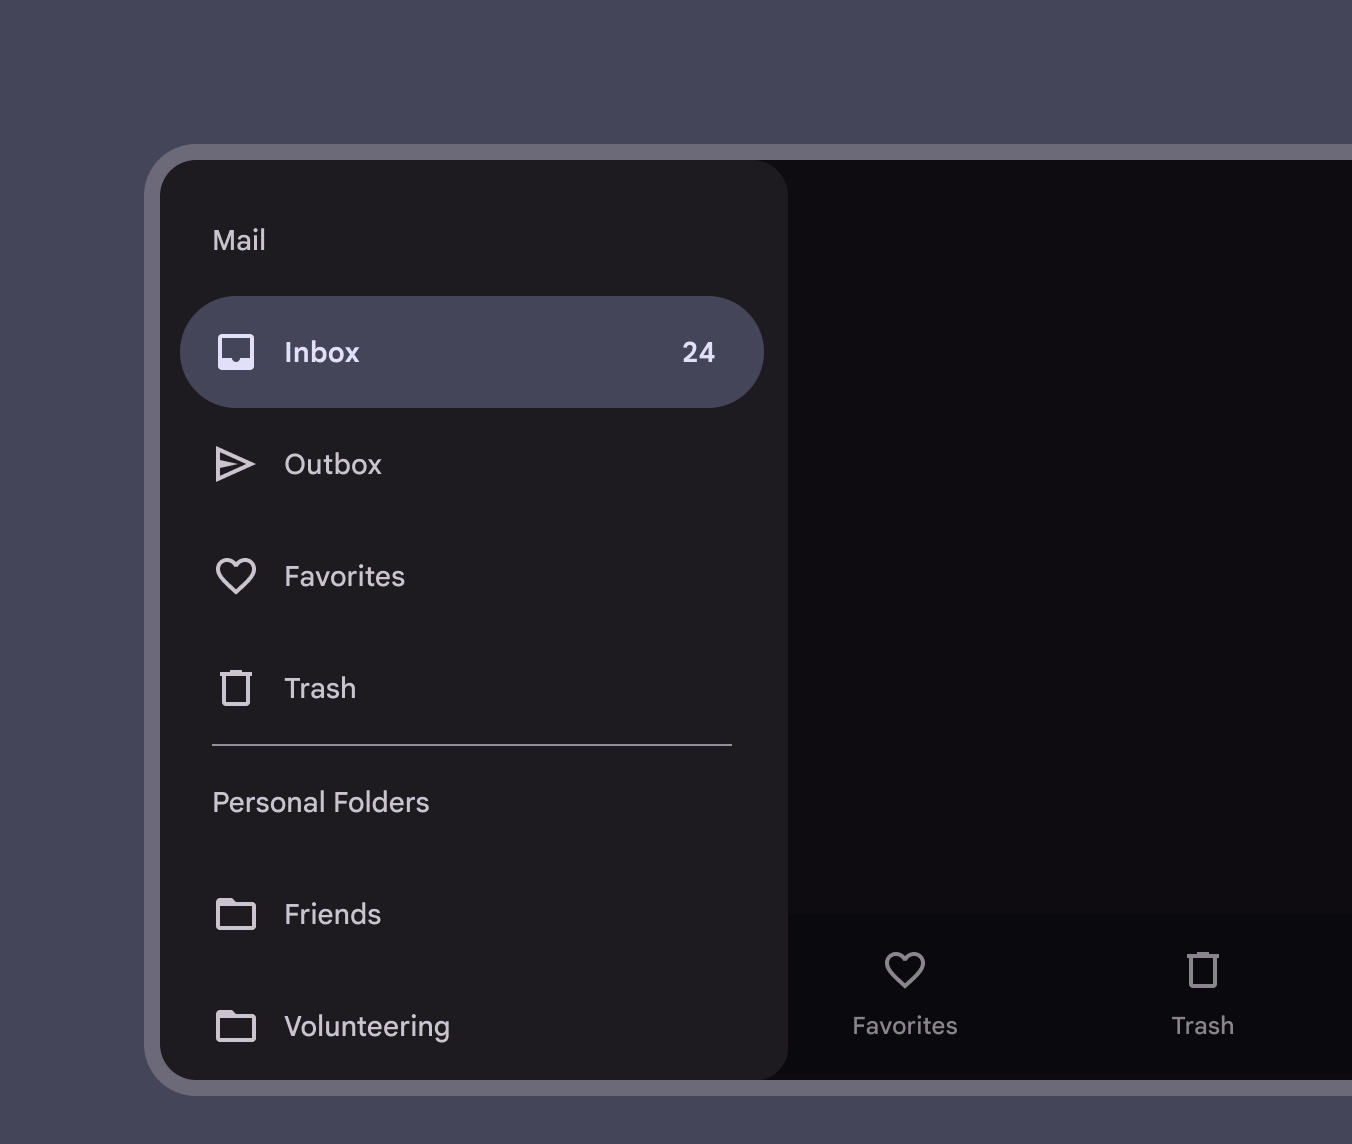 Mail
Inbox 24
Outbox
Favorites
Trash
Personal Folders
Friends
Volunteering
Favorites
Trash